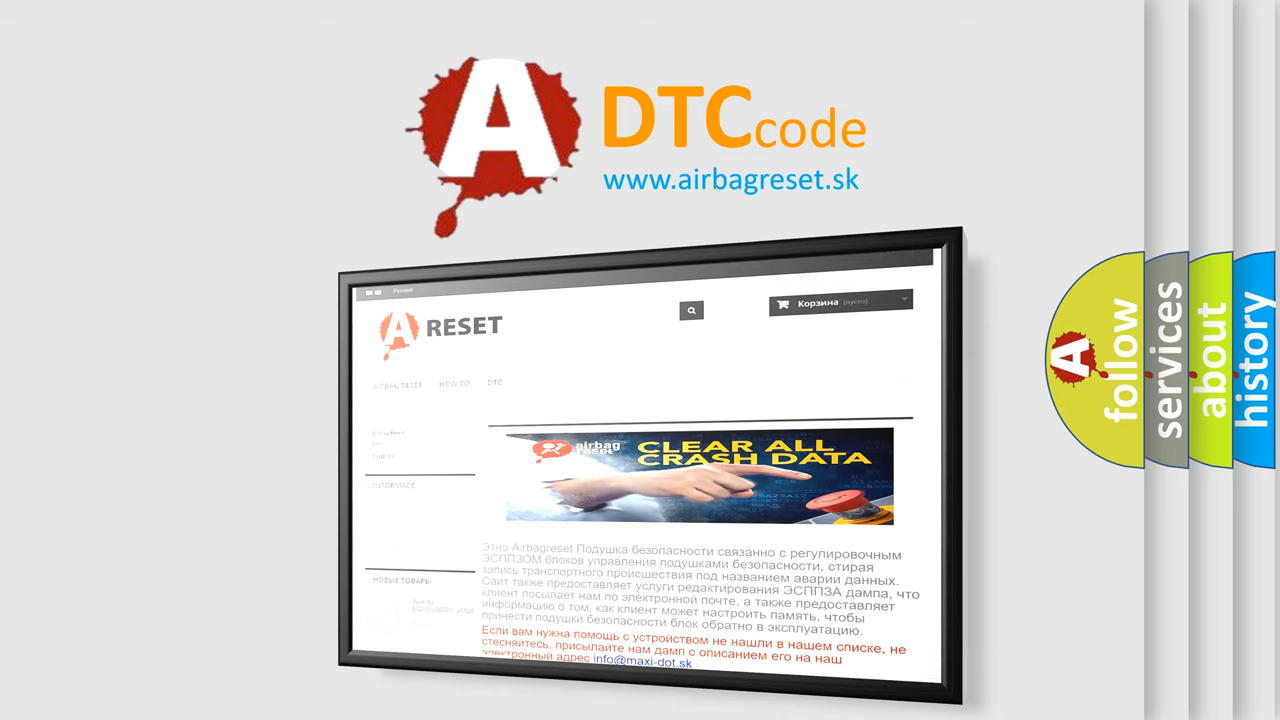 A DTCcode
www.airbagreset.sk
Русский
A RESET
Корзина (пусто)
AIRBAG RESET HOW TO DTC
INFORMACE
airbag
reset
CLEAR ALL
CRASH DATA
Этно Airbagreset Подушка безопасности связанно с регулировочным
ЭСППЗОМ блоков управления подушками безопасности, стирая
запись транспортного происшествия под названием аварии данных.
Сайт также предоставляет услуги редактирования ЭСППЗА дампа, что
клиент посылает нам по электронной почте, а также предоставляет
информацию о том, как клиент может настроить память, чтобы
принести подушки безопасности блок обратно в эксплуатацию.
Если вам нужна помощь с устройством не нашли в нашем списке, не
стесняйтесь, присылайте нам дамп с описанием его на наш
электронный адрес info@maxi-dot.sk
НОВЫЕ ТОВАРЫ
A follow
services
about
history